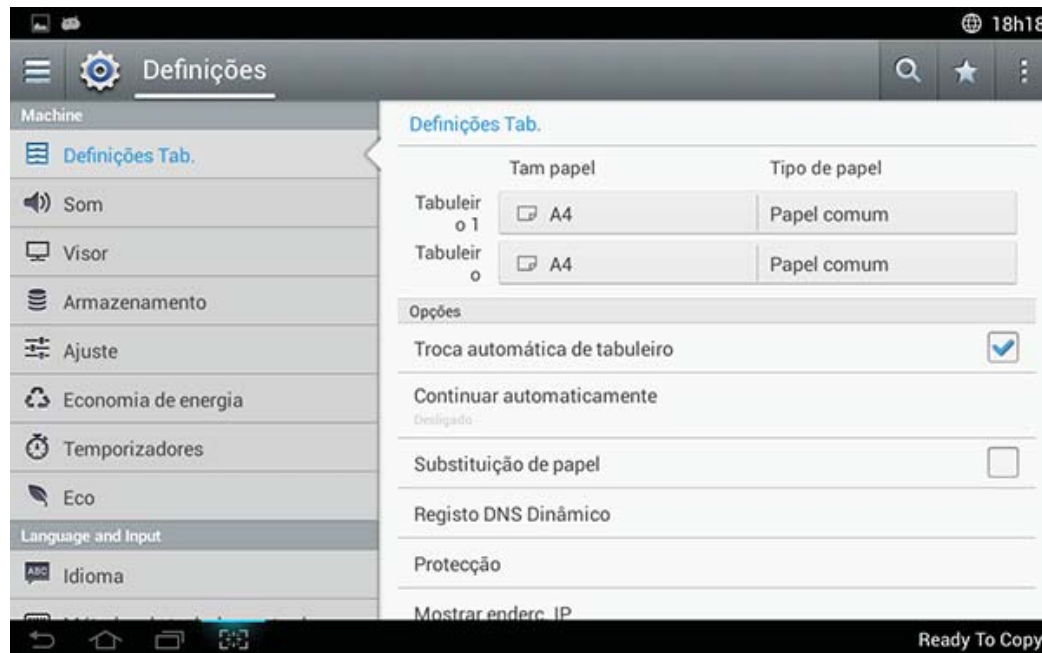 18h18
Definições
Machine
Definições Tab.
Som
Visor
Armazenamento
Ajuste
Economia de energia
Temporizadores
Eco
Language and Input
ABC Idioma
Definições Tab.
Tam papel Tipo de papel
Tabuleir
o 1
A4 Papel comum
Tabuleir
o
A4 Papel comum
Opções
Troca automática de tabuleiro
Continuar automaticamente
Desligado
Substituição de papel
Registo DNS Dinâmico
Protecção
Mostrar enderç. IP
Ready To Copy